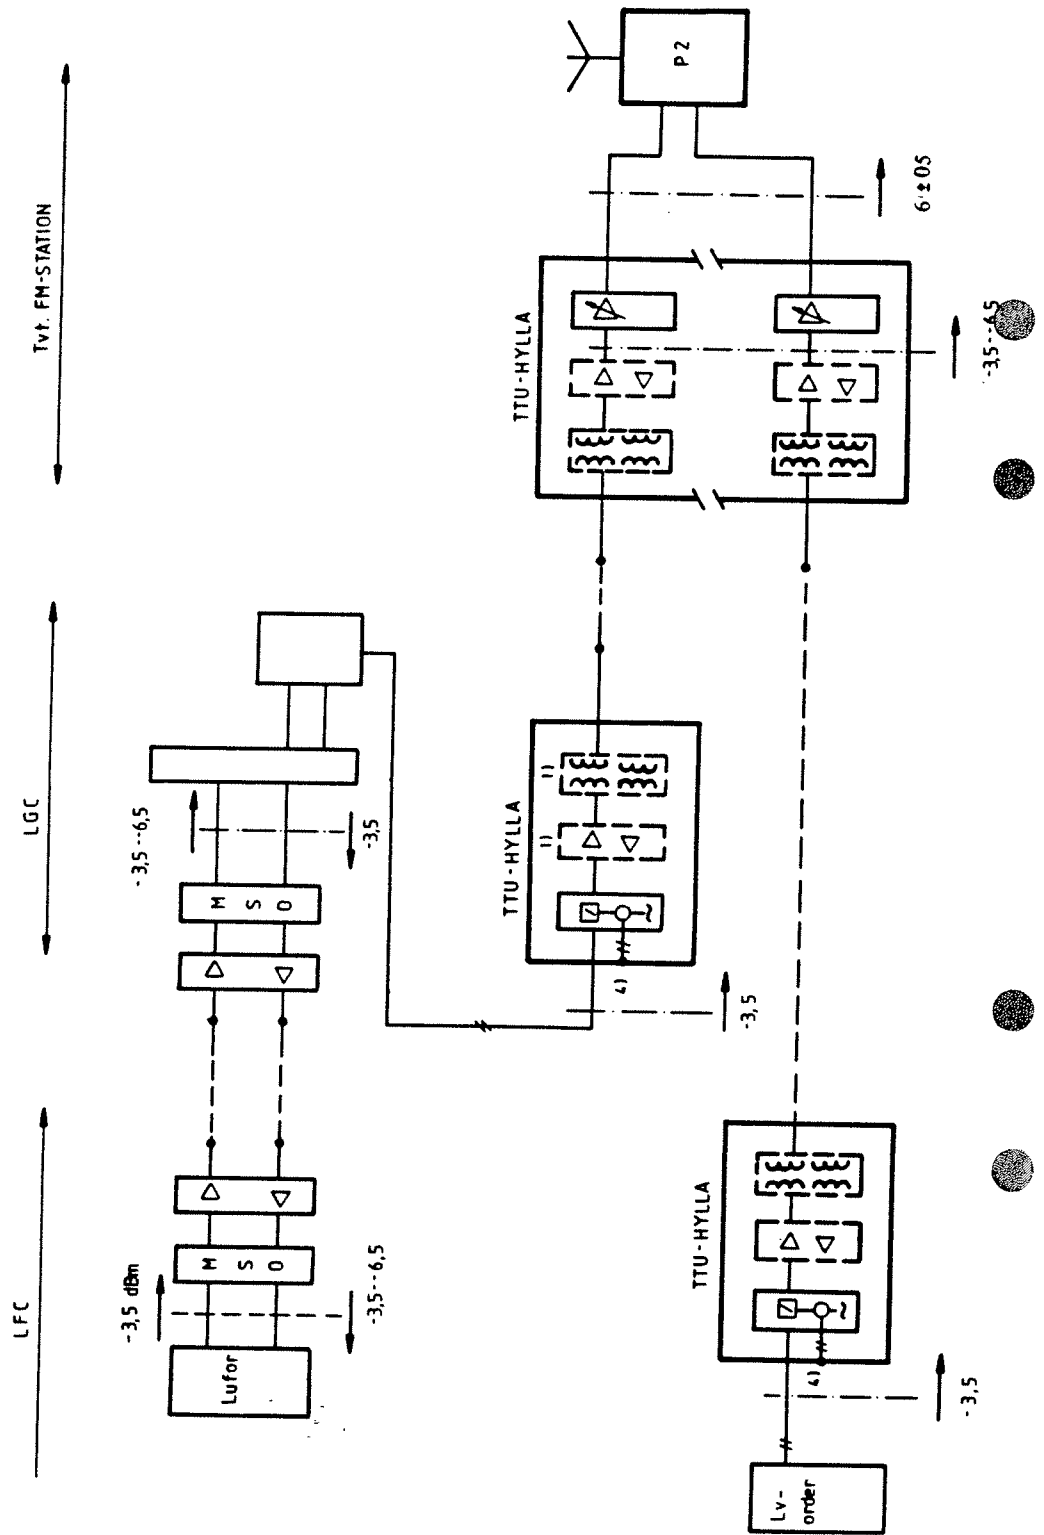 LFC
LGC
Tvt. FM-STATION
-3,5 dBm
-3,5--6,5
Lufor
M
S
O
-3,5--6,5
M
S
O
-3,5
TTU-HYLLA
1)
1)
4)
-3,5
TTU-HYLLA
P2
6 ± 05
-3,5--6,5
TTU-HYLLA
4)
-3,5
Lv-
order